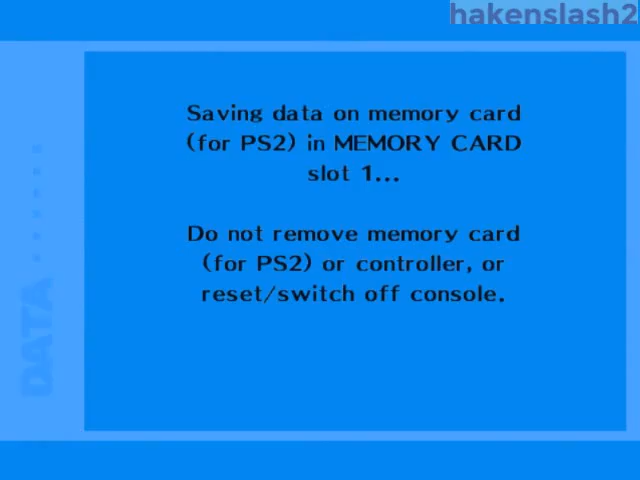 hakenslash2
Saving data on memory card
(for PS2) in MEMORY CARD
slot 1...
Do not remove memory card
(for PS2) or controller, or
reset/switch off console.
DATA